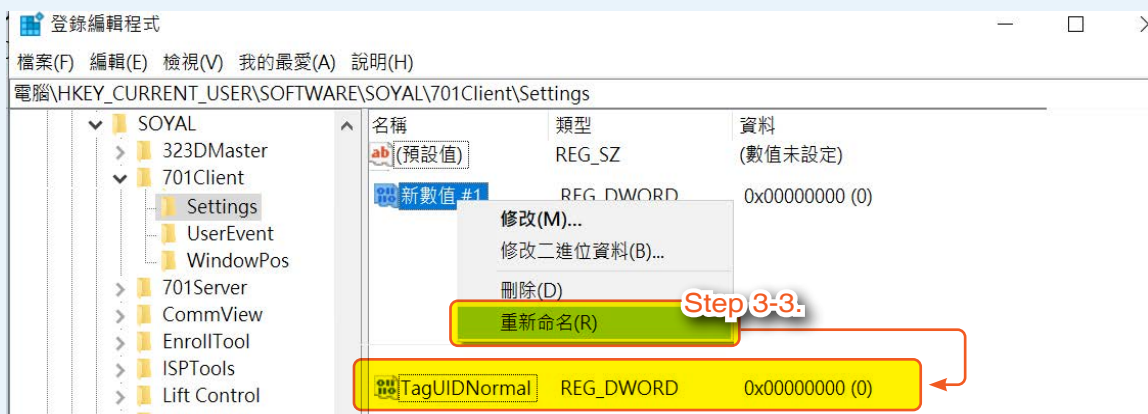 登錄編輯程式
檔案(F) 編輯(E) 檢視(V) 我的最愛(A) 說明(H)
電腦\HKEY_CURRENT_USER\SOFTWARE\SOYAL\701Client\Settings
SOYAL
323DMaster
701Client
Settings
UserEvent
WindowPos
701Server
CommView
EnrollTool
ISPTools
Lift Control
名稱 類型 資料
ab (預設值) REG_SZ (數值未設定)
新數值 #1 REG_DWORD 0x00000000 (0)
修改(M)...
修改二進位資料(B)...
刪除(D)
重新命名(R)
Step 3-3.
TagUIDNormal REG_DWORD 0x00000000 (0)